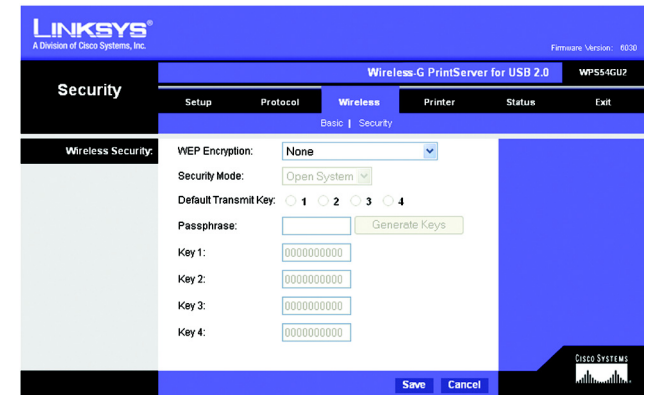 LINKSYS®
A Division of Cisco Systems, Inc.
Firmware Version: 6030
Wireless-G PrintServer for USB 2.0 WPS54GU2
Security
Setup Protocol Wireless Printer Status Exit
Basic | Security
Wireless Security:
WEP Encryption: None
Security Mode: Open System
Default Transmit Key: 1 2 3 4
Passphrase: Generate Keys
Key 1: 0000000000
Key 2: 0000000000
Key 3: 0000000000
Key 4: 0000000000
CISCO SYSTEMS
Save Cancel